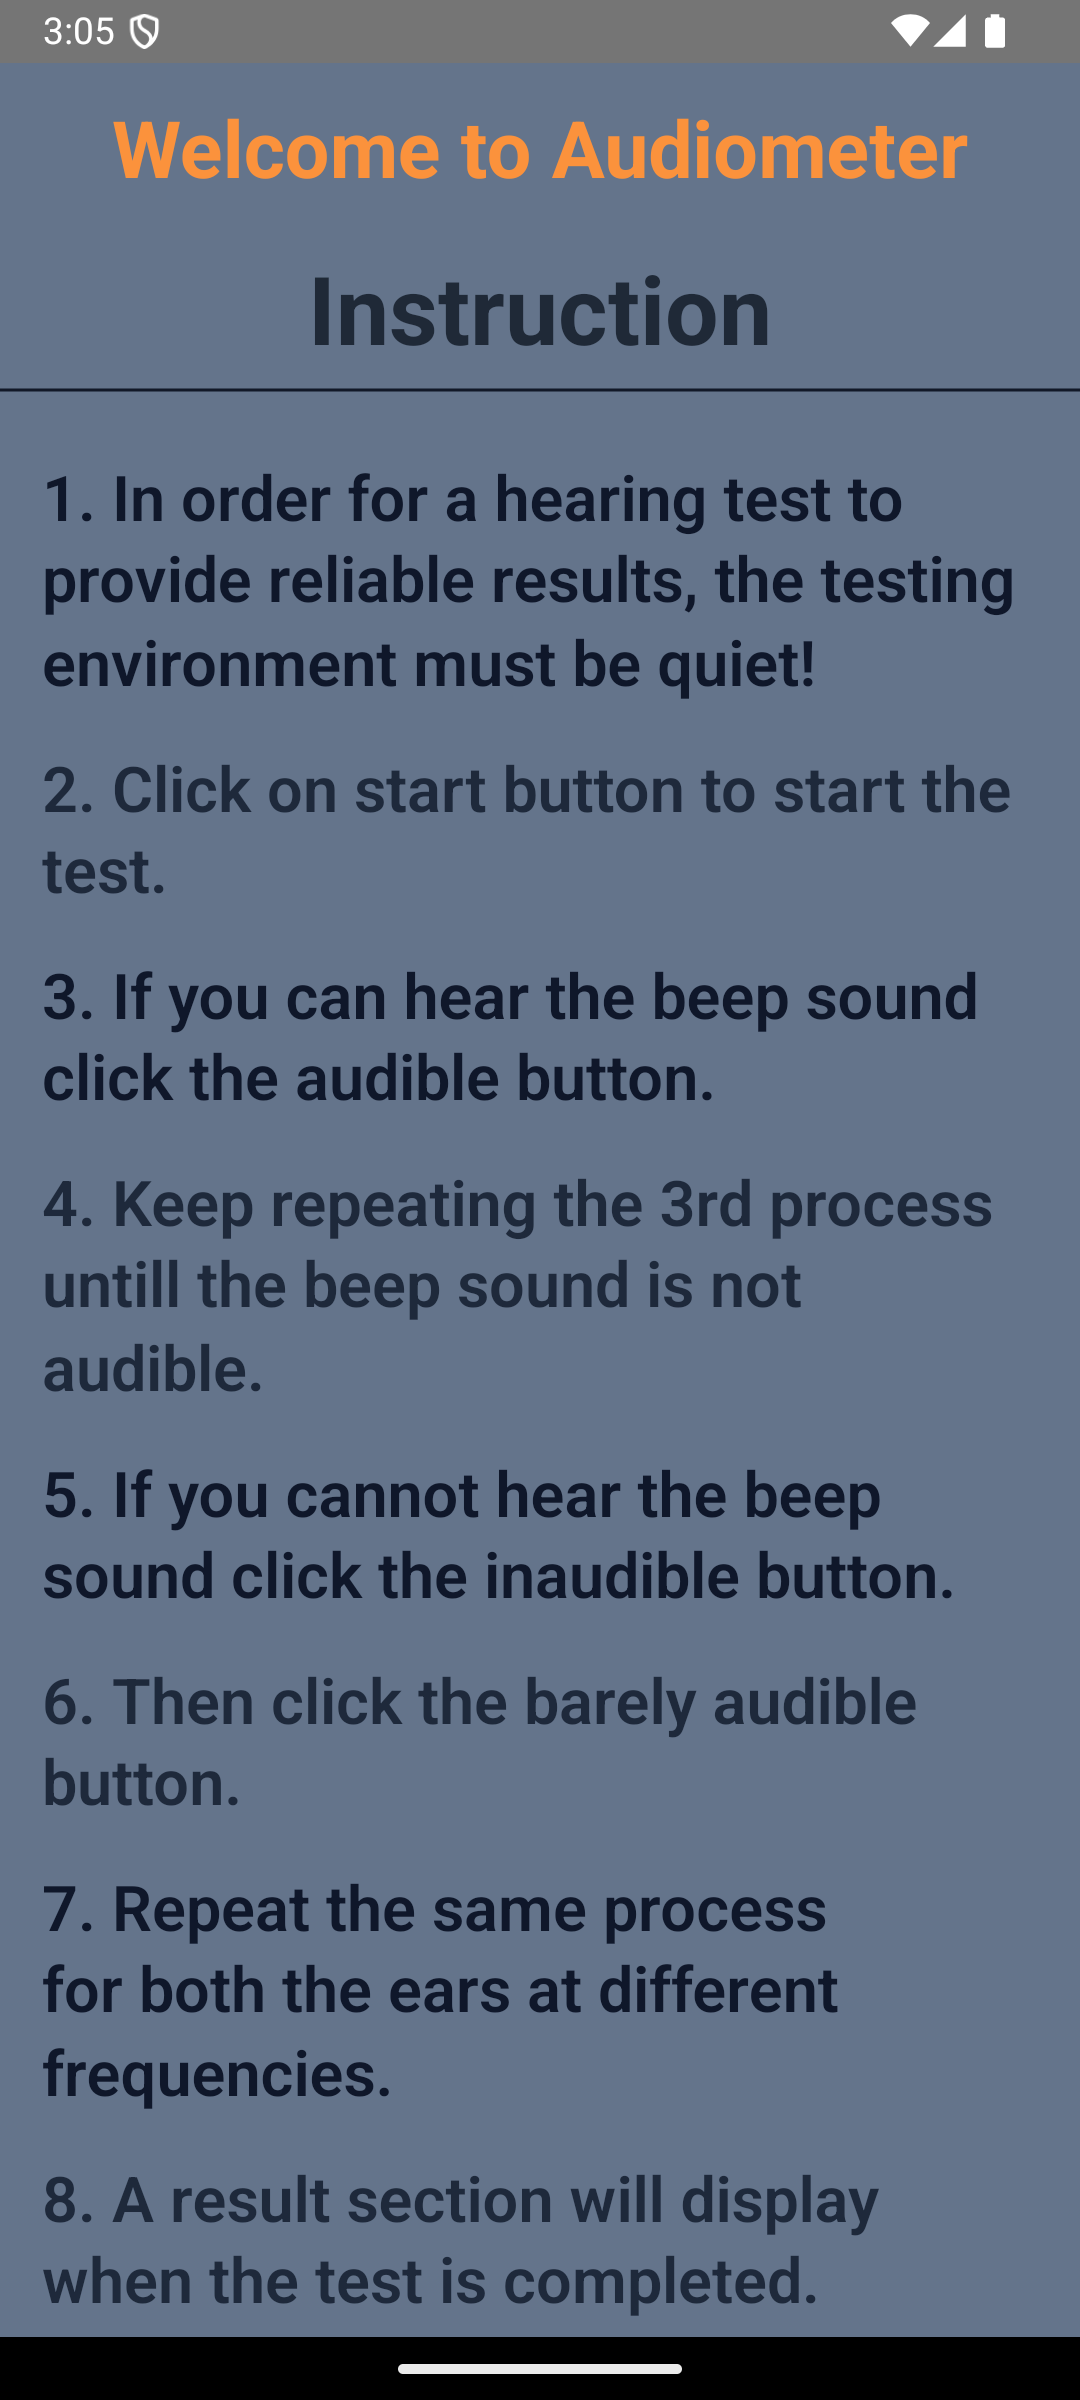 3:05
Welcome to Audiometer
Instruction
1. In order for a hearing test to
provide reliable results, the testing
environment must be quiet!
2. Click on start button to start the
test.
3. If you can hear the beep sound
click the audible button.
4. Keep repeating the 3rd process
untill the beep sound is not
audible.
5. If you cannot hear the beep
sound click the inaudible button.
6. Then click the barely audible
button.
7. Repeat the same process
for both the ears at different
frequencies.
8. A result section will display
when the test is completed.